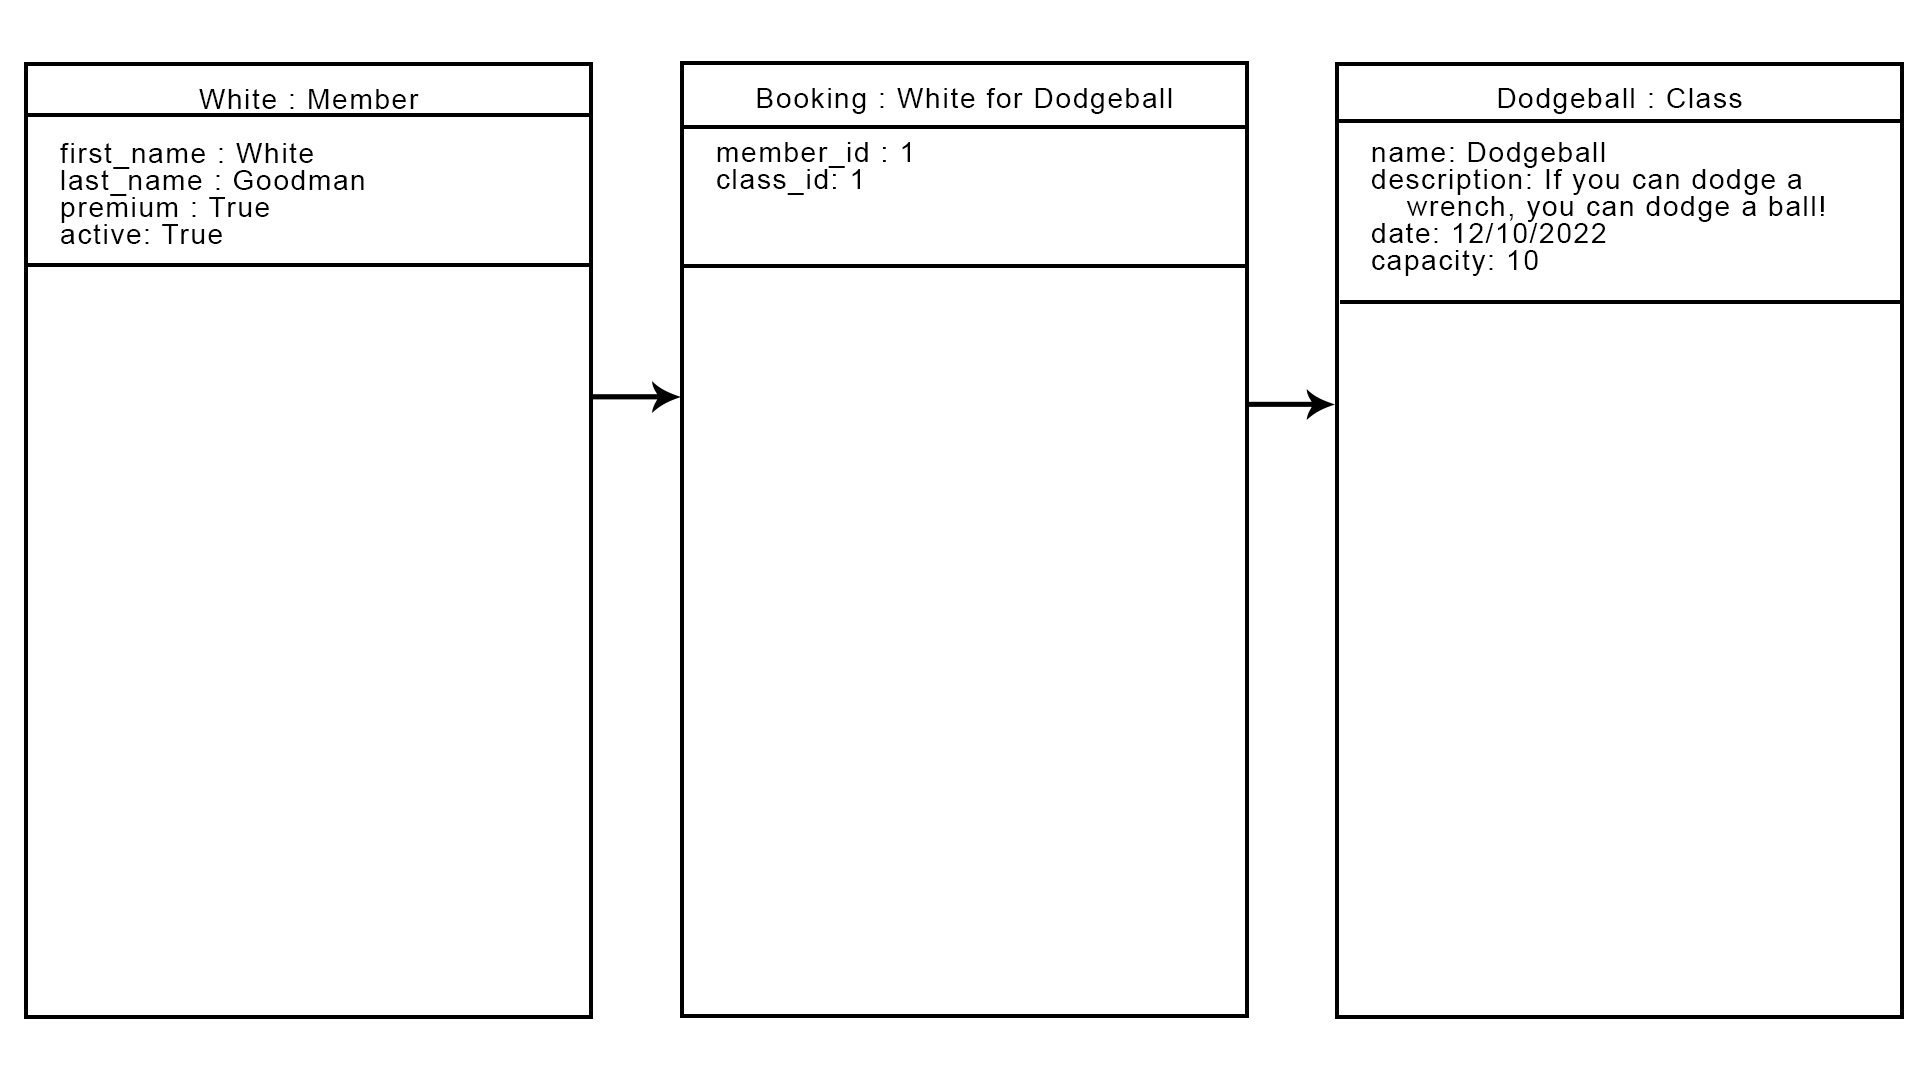 White : Member
first_name : White
last_name : Goodman
premium : True
active: True
Booking : White for Dodgeball
member_id : 1
class_id: 1
Dodgeball : Class
name: Dodgeball
description: If you can dodge a
wrench, you can dodge a ball!
date: 12/10/2022
capacity: 10